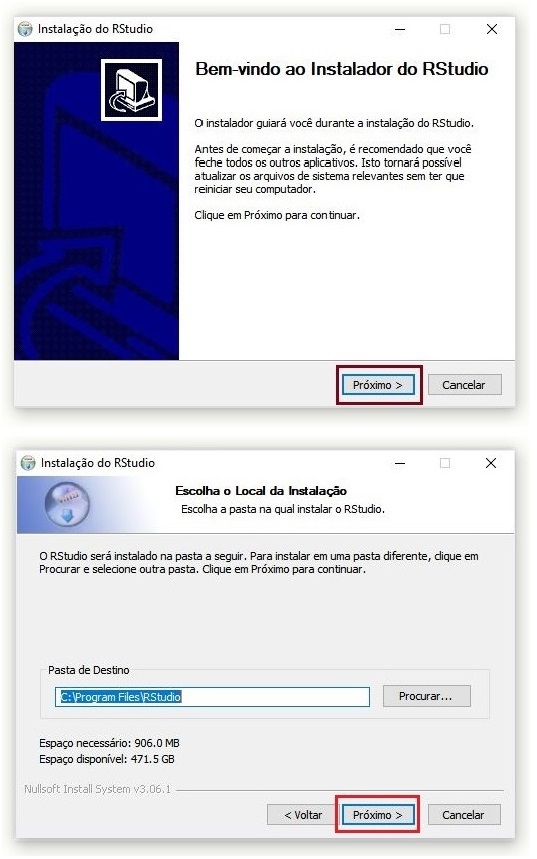 Instalação do RStudio
Bem-vindo ao Instalador do RStudio
O instalador guiará você durante a instalação do RStudio.
Antes de começar a instalação, é recomendado que você
feche todos os outros aplicativos. Isto tornará possível
atualizar os arquivos de sistema relevantes sem ter que
reiniciar seu computador.
Clique em Próximo para continuar.
Próximo >
Cancelar
Instalação do RStudio
Escolha o Local da Instalação
Escolha a pasta na qual instalar o RStudio.
O RStudio será instalado na pasta a seguir. Para instalar em uma pasta diferente, clique em
Procurar e selecione outra pasta. Clique em Próximo para continuar.
Pasta de Destino
C:\Program Files\RStudio
Procurar...
Espaço necessário: 906.0 MB
Espaço disponível: 471.5 GB
Nullsoft Install System v3.06.1
< Voltar
Próximo >
Cancelar